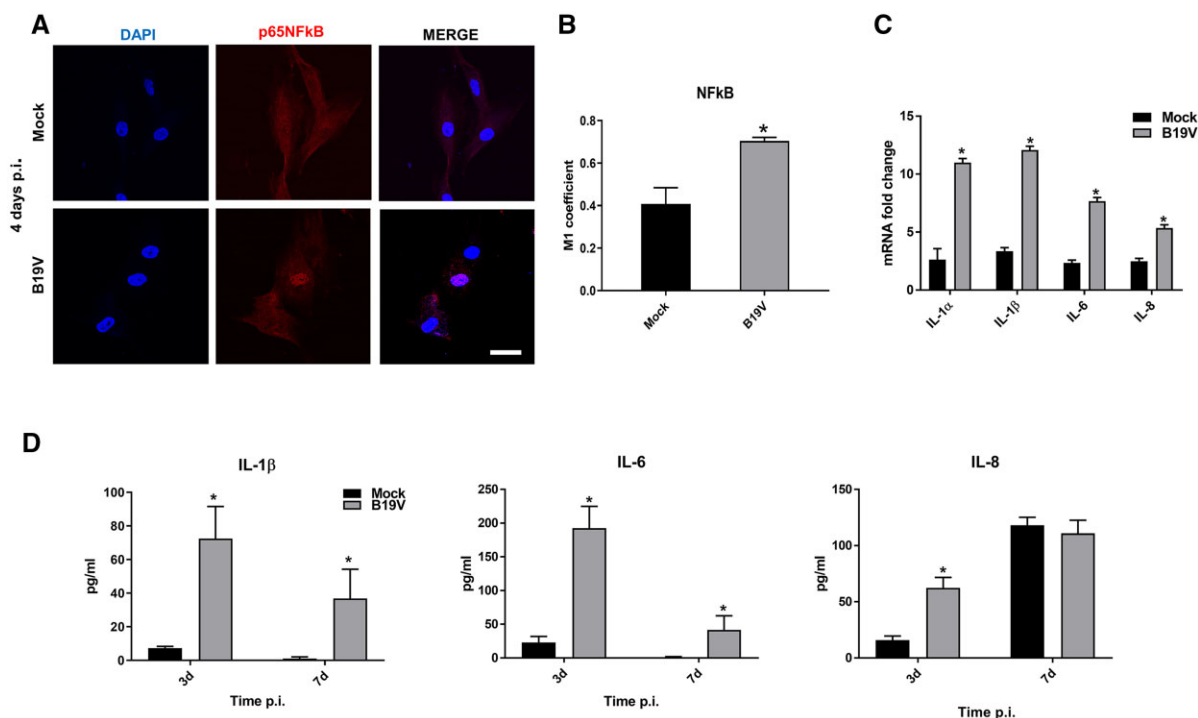 A
DAPI
p65NFkB
MERGE
4 days p.i.
Mock
B19V
B
NFkB
M1 coefficient
0.8
0.6
0.4
0.2
0.0
*
Mock
B19V
C
Mock
B19V
mRNA fold change
15
10
5
0
* * * *
IL-1α IL-1β IL-6 IL-8
D
IL-1β
Mock
B19V
pg/ml
100
80
60
40
20
0
* *
3d 7d
Time p.i.
IL-6
pg/ml
250
200
150
100
50
0
* *
3d 7d
Time p.i.
IL-8
pg/ml
150
100
50
0
*
3d 7d
Time p.i.